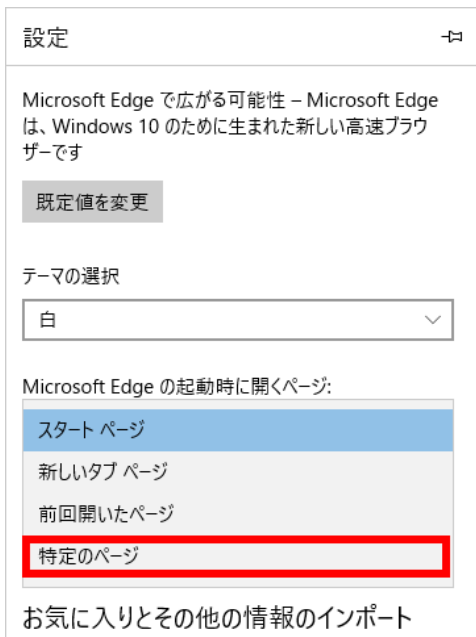 設定
Microsoft Edge で広がる可能性 – Microsoft Edge
は、Windows 10 のために生まれた新しい高速ブラウ
ザーです
既定値を変更
テーマの選択
白
Microsoft Edge の起動時に開くページ:
スタート ページ
新しいタブ ページ
前回開いたページ
特定のページ
お気に入りとその他の情報のインポート